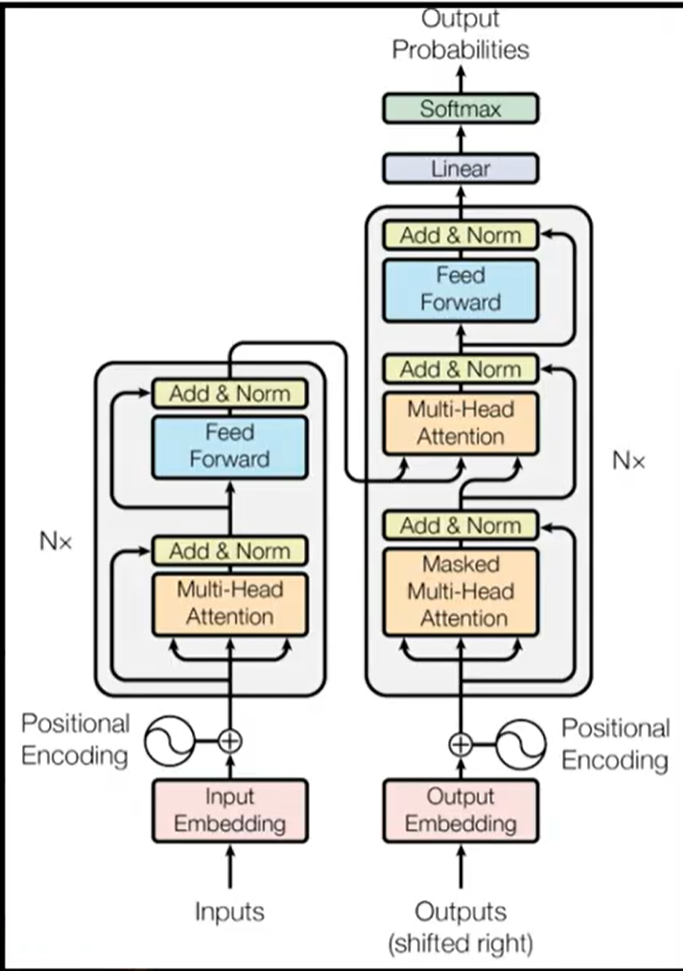 Output
Probabilities
Softmax
Linear
Add & Norm
Feed
Forward
Add & Norm
Multi-Head
Attention
Nx
Add & Norm
Masked
Multi-Head
Attention
Add & Norm
Feed
Forward
Nx
Add & Norm
Multi-Head
Attention
Positional
Encoding
Positional
Encoding
Input
Embedding
Output
Embedding
Inputs
Outputs
(shifted right)